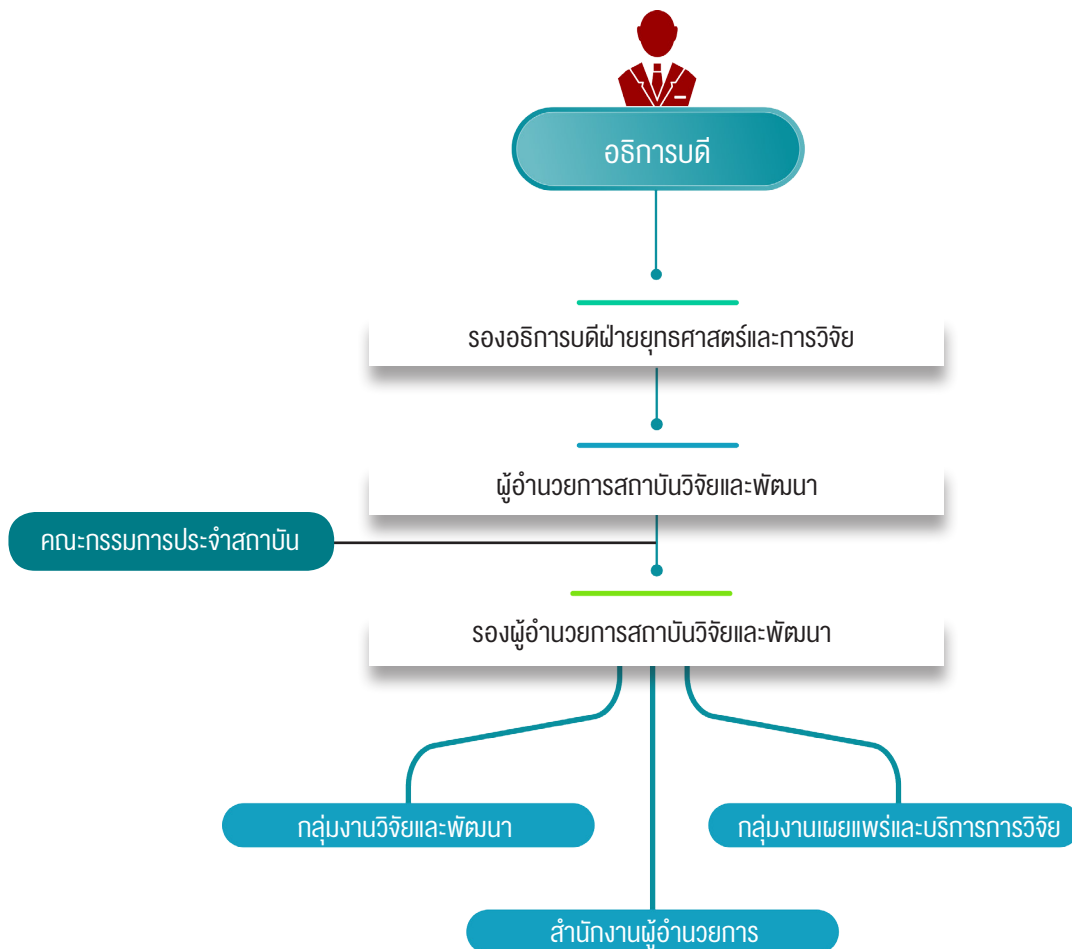 อธิการบดี
รองอธิการบดีฝ่ายยุทธศาสตร์และการวิจัย
ผู้อำนวยการสถาบันวิจัยและพัฒนา
คณะกรรมการประจำสถาบัน
รองผู้อำนวยการสถาบันวิจัยและพัฒนา
กลุ่มงานวิจัยและพัฒนา
กลุ่มงานเผยแพร่และบริการการวิจัย
สำนักงานผู้อำนวยการ